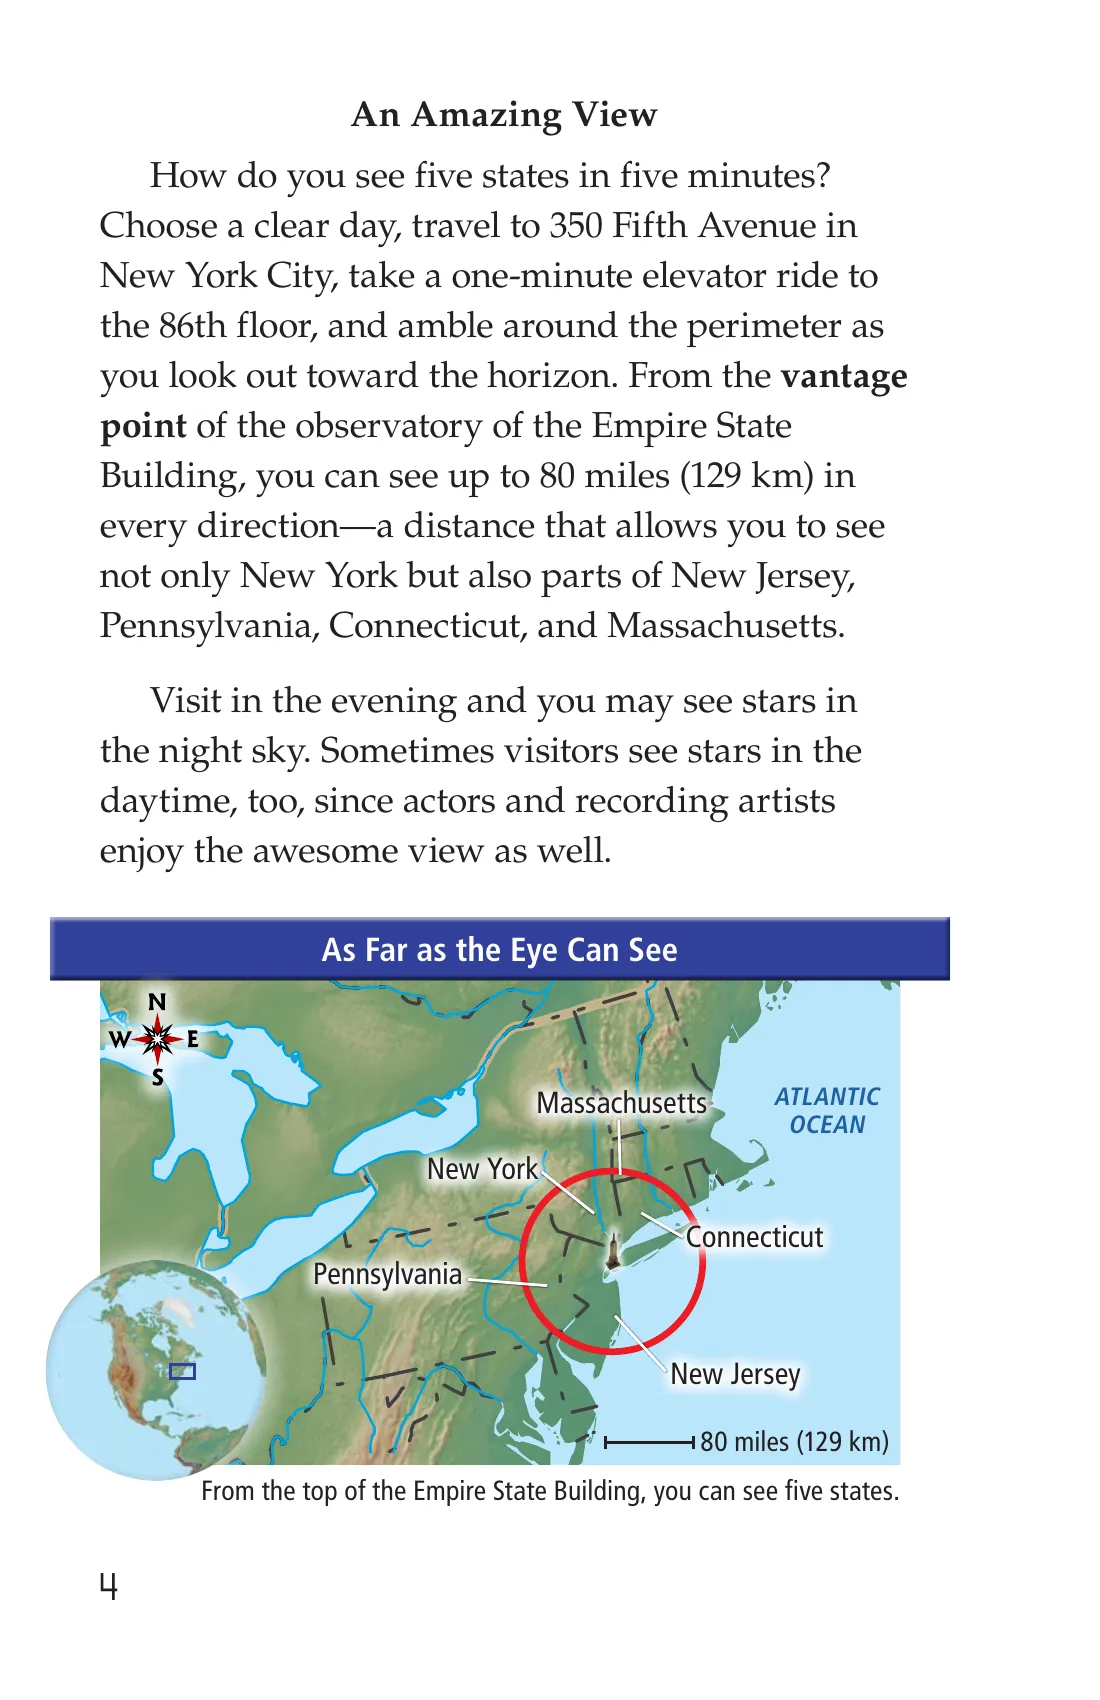 An Amazing View
How do you see five states in five minutes?
Choose a clear day, travel to 350 Fifth Avenue in
New York City, take a one-minute elevator ride to
the 86th floor, and amble around the perimeter as
you look out toward the horizon. From the vantage
point of the observatory of the Empire State
Building, you can see up to 80 miles (129 km) in
every direction—a distance that allows you to see
not only New York but also parts of New Jersey,
Pennsylvania, Connecticut, and Massachusetts.
Visit in the evening and you may see stars in
the night sky. Sometimes visitors see stars in the
daytime, too, since actors and recording artists
enjoy the awesome view as well.
As Far as the Eye Can See
N
W E
S
ATLANTIC
OCEAN
Massachusetts
New York
Connecticut
Pennsylvania
New Jersey
80 miles (129 km)
From the top of the Empire State Building, you can see five states.
4